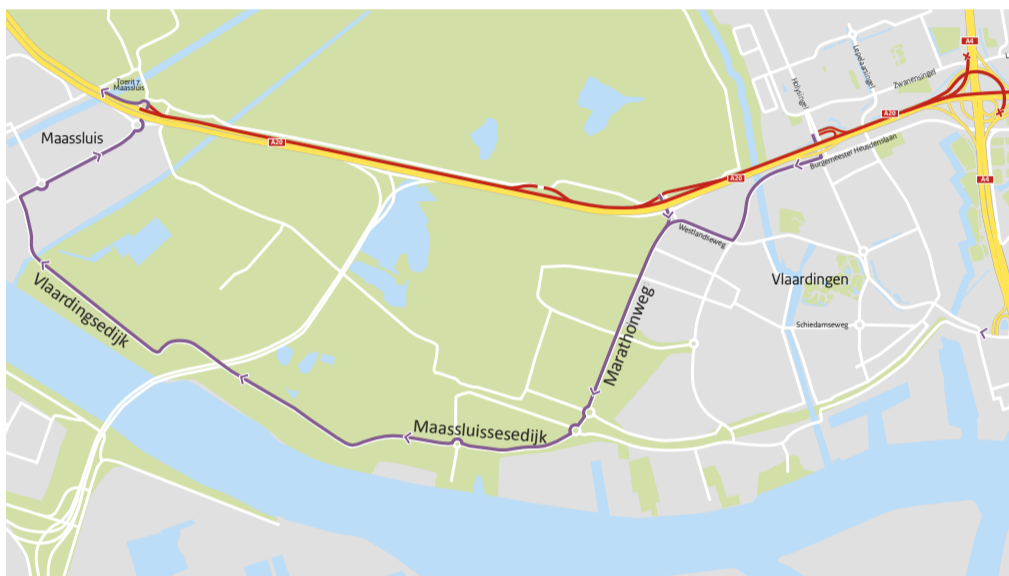 A4
Lepelaarsingel
Zwanensingel
Holysingel
Toerit 7
Maassluis
A20
Maassluis
A20
Burgemeester Heusdenslaan
A20
A4
Westlandseweg
Vlaardingen
Vlaardingsedijk
Marathonweg
Schiedamseweg
Maassluissedijk